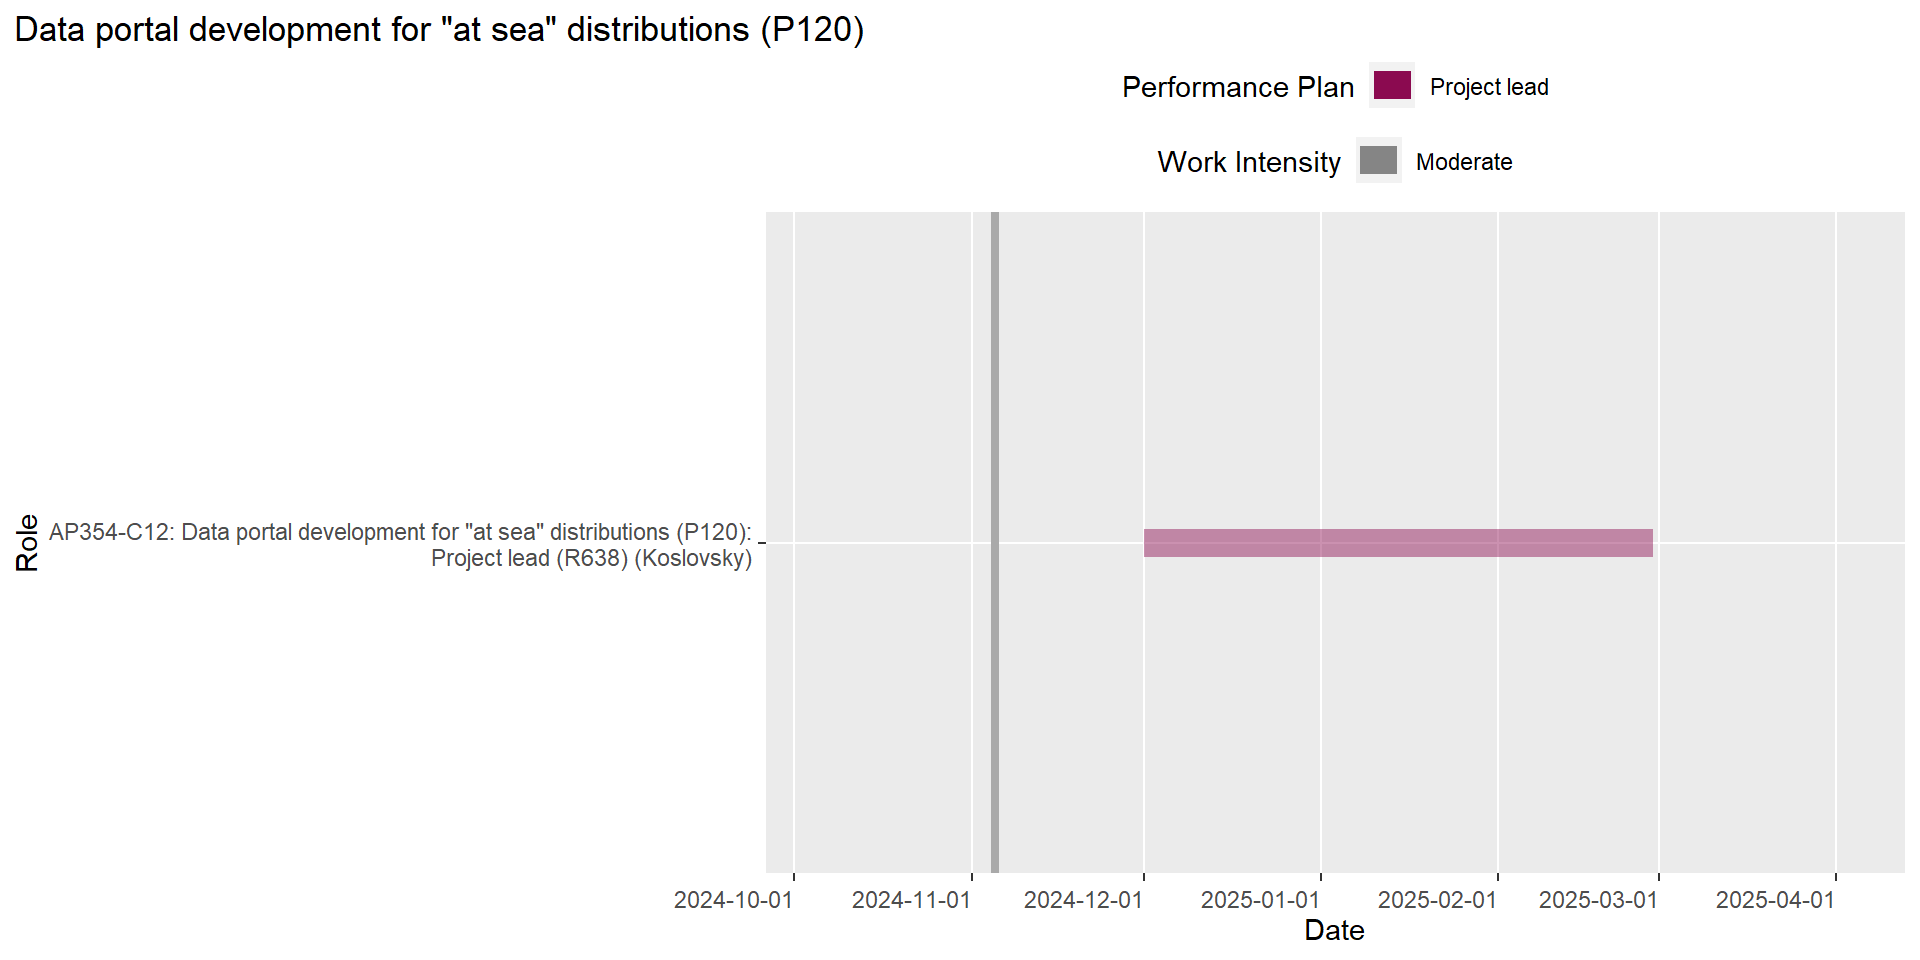 Data portal development for "at sea" distributions (P120)
Performance Plan
Project lead
Work Intensity
Moderate
Role
AP354-C12: Data portal development for "at sea" distributions (P120):
Project lead (R638) (Koslovsky)
2024-10-01
2024-11-01
2024-12-01
2025-01-01
2025-02-01
2025-03-01
2025-04-01
Date